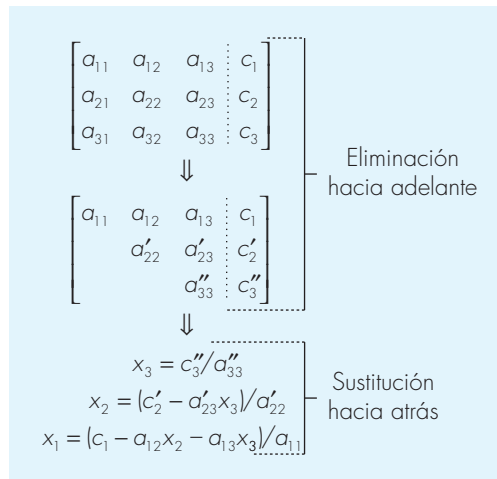 a₁₁ a₁₂ a₁₃ c₁
a₂₁ a₂₂ a₂₃ c₂
a₃₁ a₃₂ a₃₃ c₃
⇓
Eliminación
hacia adelante
a₁₁ a₁₂ a₁₃ c₁
a′₂₂ a′₂₃ c′₂
a″₃₃ c″₃
⇓
x₃ = c″₃/a″₃₃
x₂ = (c′₂ − a′₂₃x₃)/a′₂₂
x₁ = (c₁ − a₁₂x₂ − a₁₃x₃)/a₁₁
Sustitución
hacia atrás